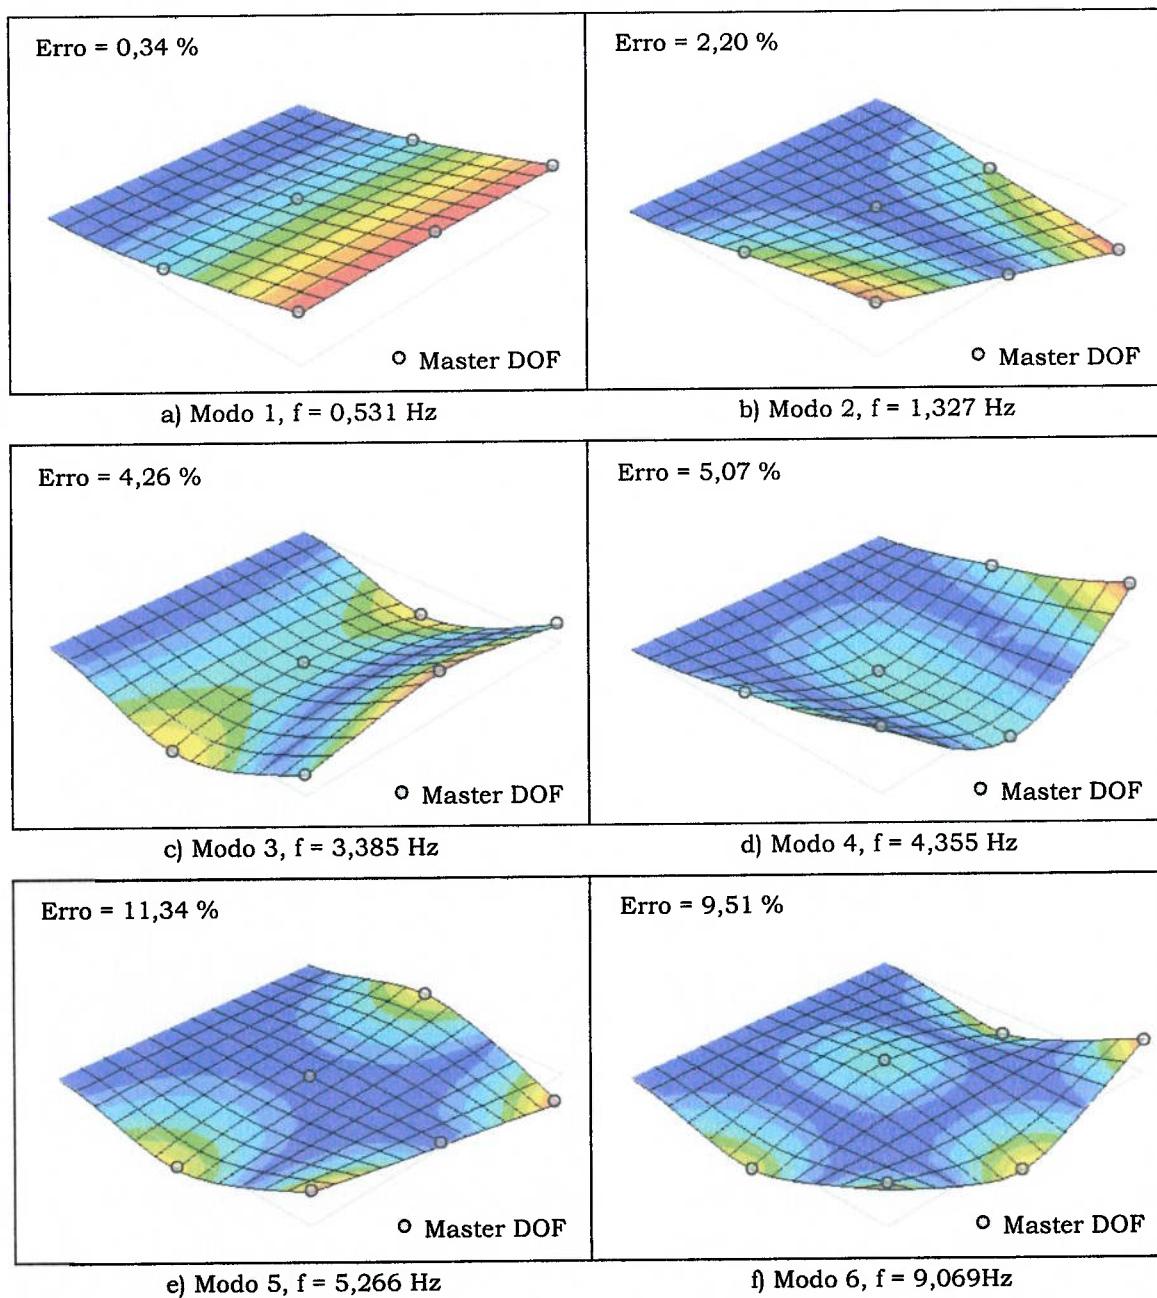 Erro = 0,34 %
Master DOF
a) Modo 1, f = 0,531 Hz
Erro = 2,20 %
Master DOF
b) Modo 2, f = 1,327 Hz
Erro = 4,26 %
Master DOF
c) Modo 3, f = 3,385 Hz
Erro = 5,07 %
Master DOF
d) Modo 4, f = 4,355 Hz
Erro = 11,34 %
Master DOF
e) Modo 5, f = 5,266 Hz
Erro = 9,51 %
Master DOF
f) Modo 6, f = 9,069Hz